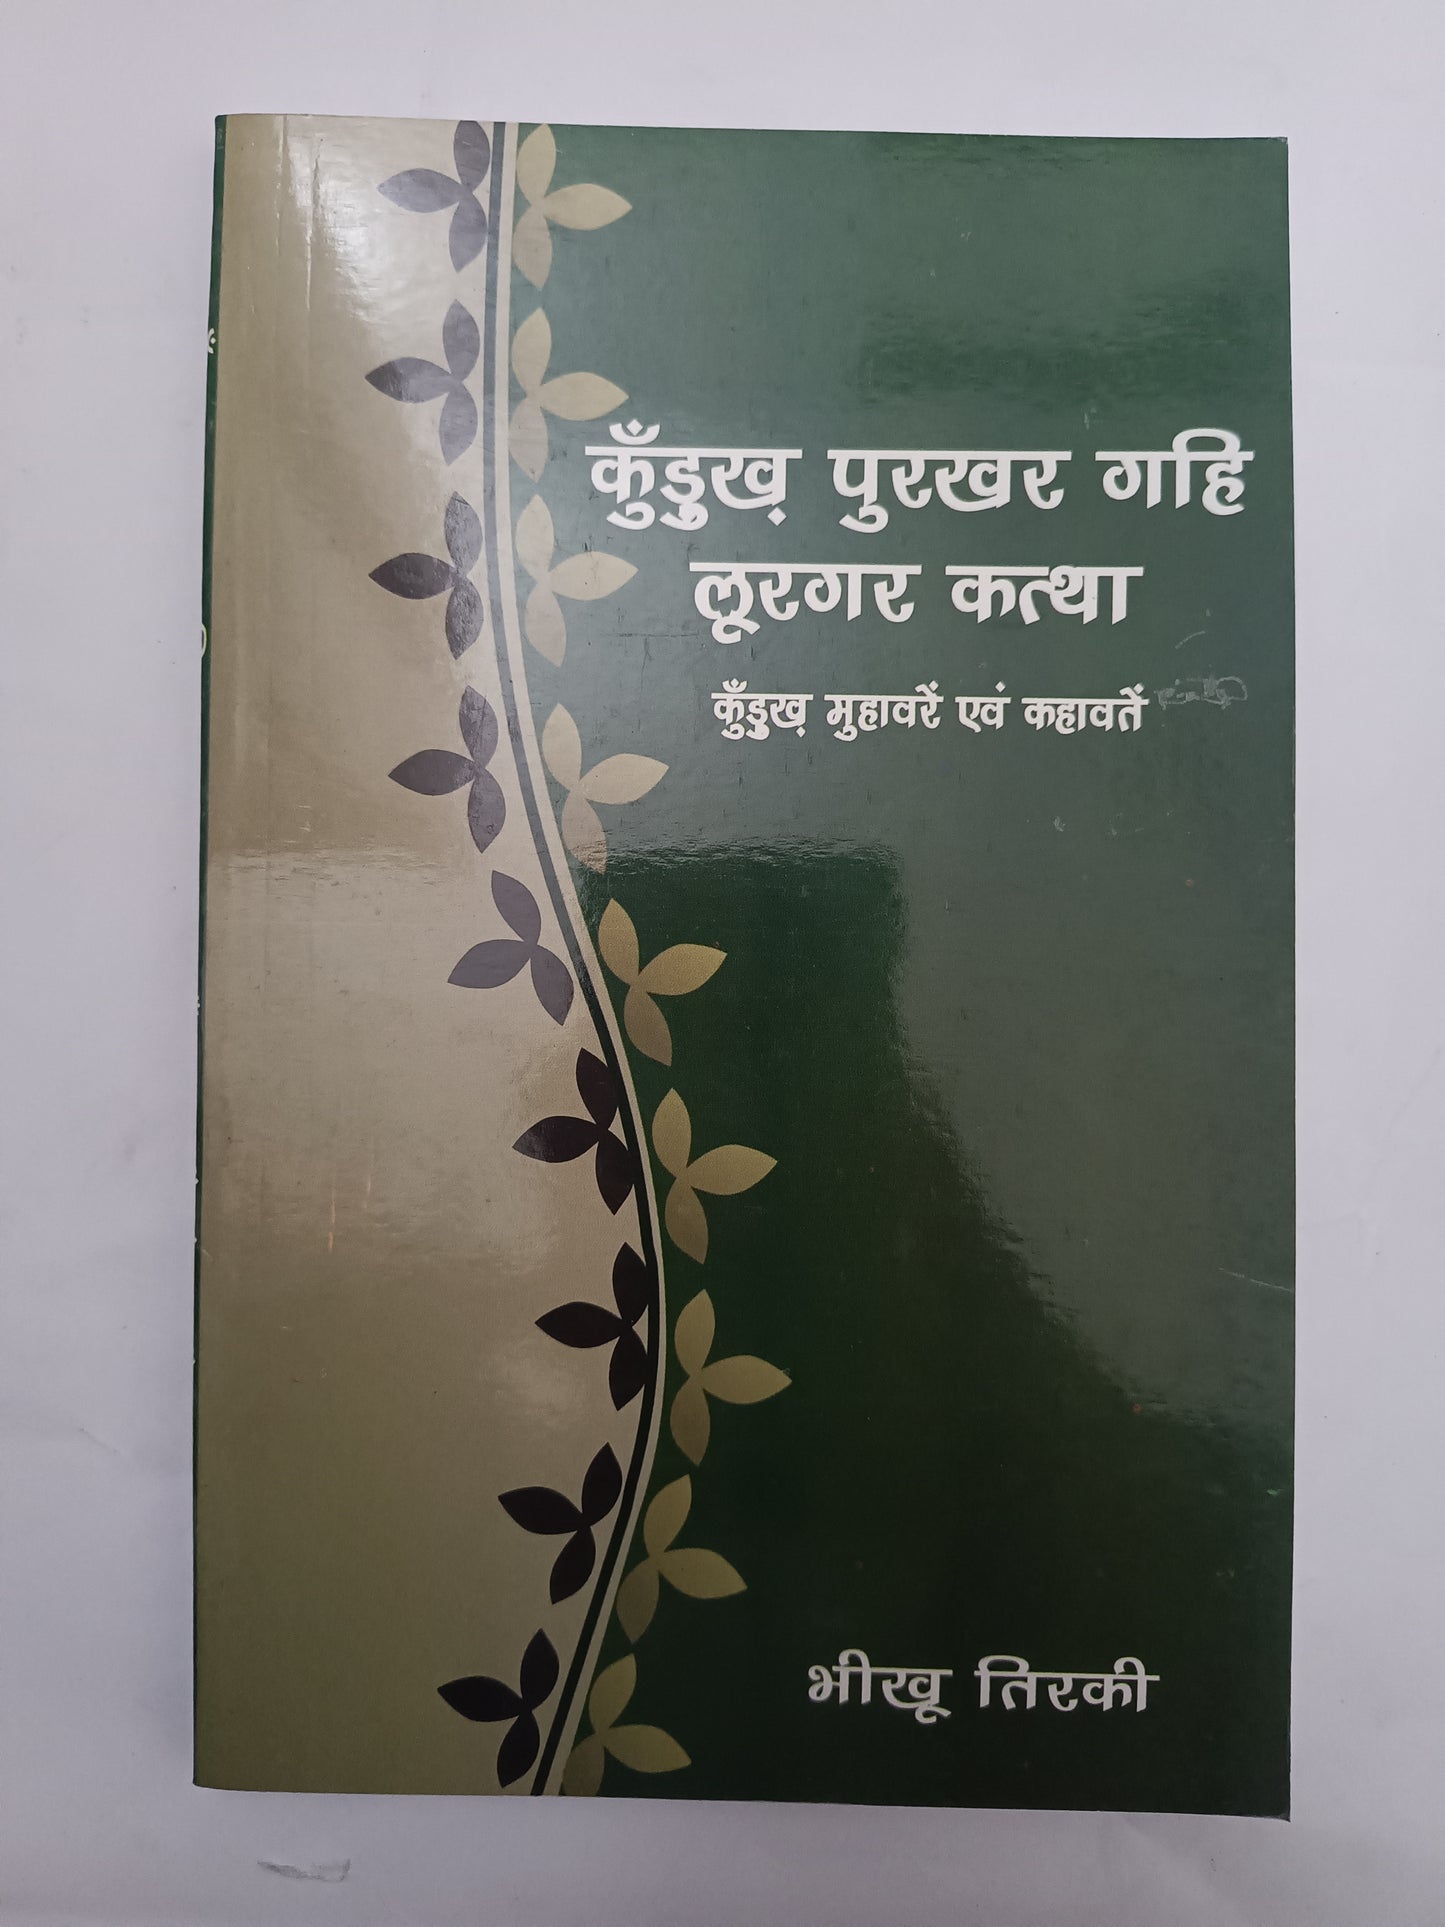 कुँड़ुख़ पुरखर गहि
लूरगर कत्था
कुँड़ुख़ मुहावरें एवं कहावतें
भीखू तिरकी